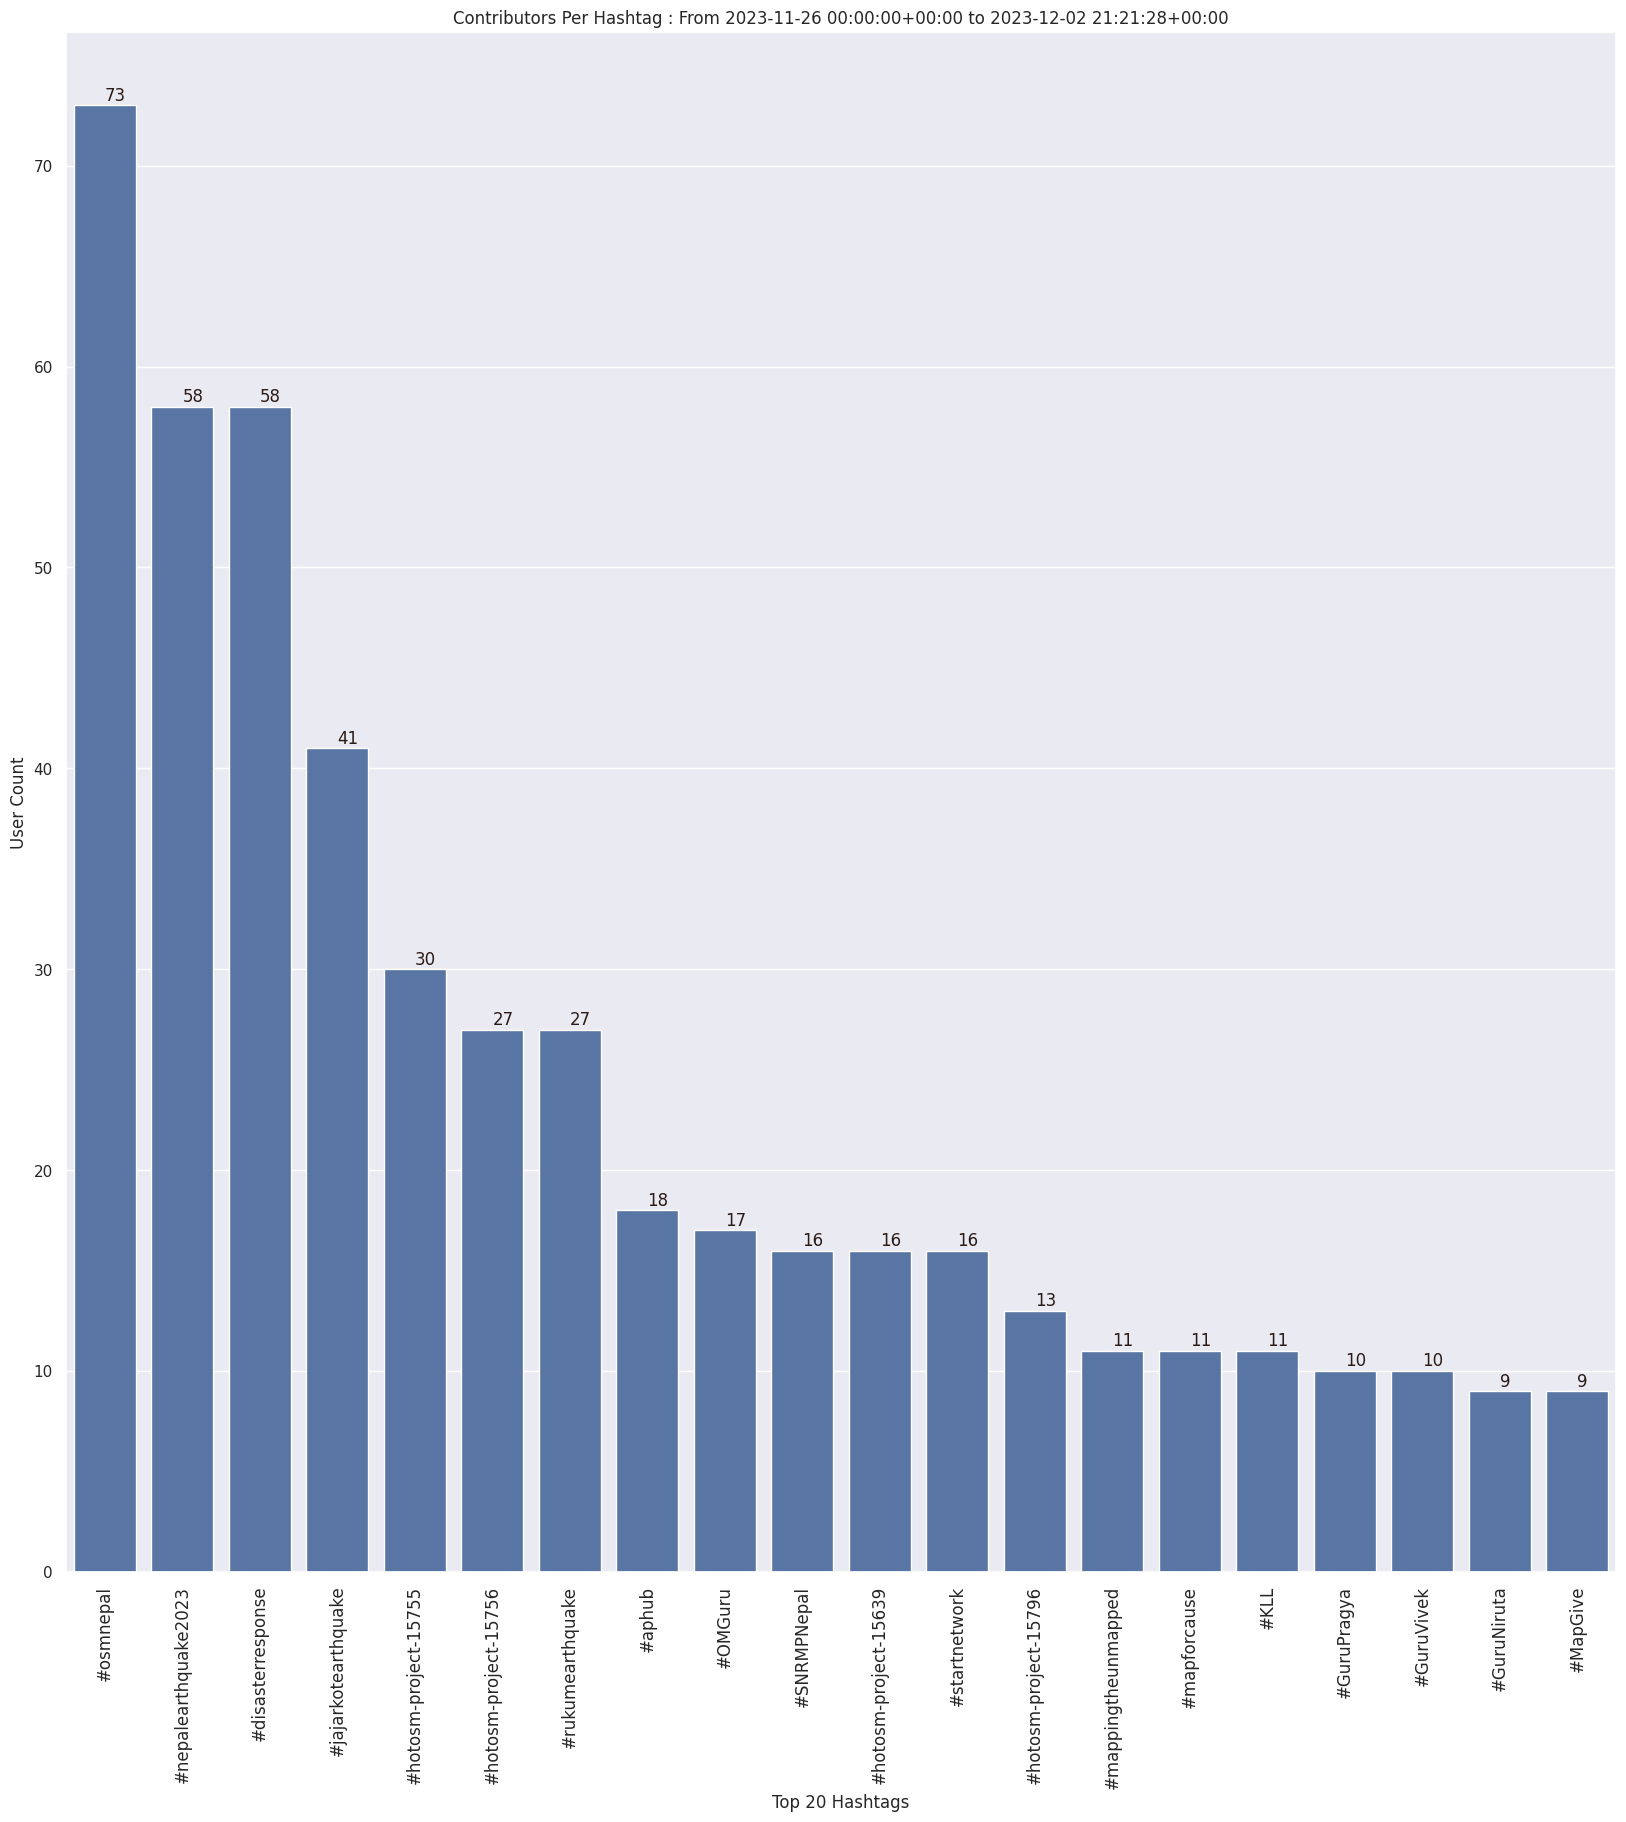 Contributors Per Hashtag : From 2023-11-26 00:00:00+00:00 to 2023-12-02 21:21:28+00:00
User Count
70
60
50
40
30
20
10
0
73
58
58
41
30
27
27
18
17
16
16
16
13
11
11
11
10
10
9
9
#osmnepal
#nepalearthquake2023
#disasterresponse
#jajarkotearthquake
#hotosm-project-15755
#hotosm-project-15756
#rukumearthquake
#aphub
#OMGuru
#SNRMPNepal
#hotosm-project-15639
#startnetwork
#hotosm-project-15796
#mappingtheunmapped
#mapforcause
#KLL
#GuruPragya
#GuruVivek
#GuruNiruta
#MapGive
Top 20 Hashtags